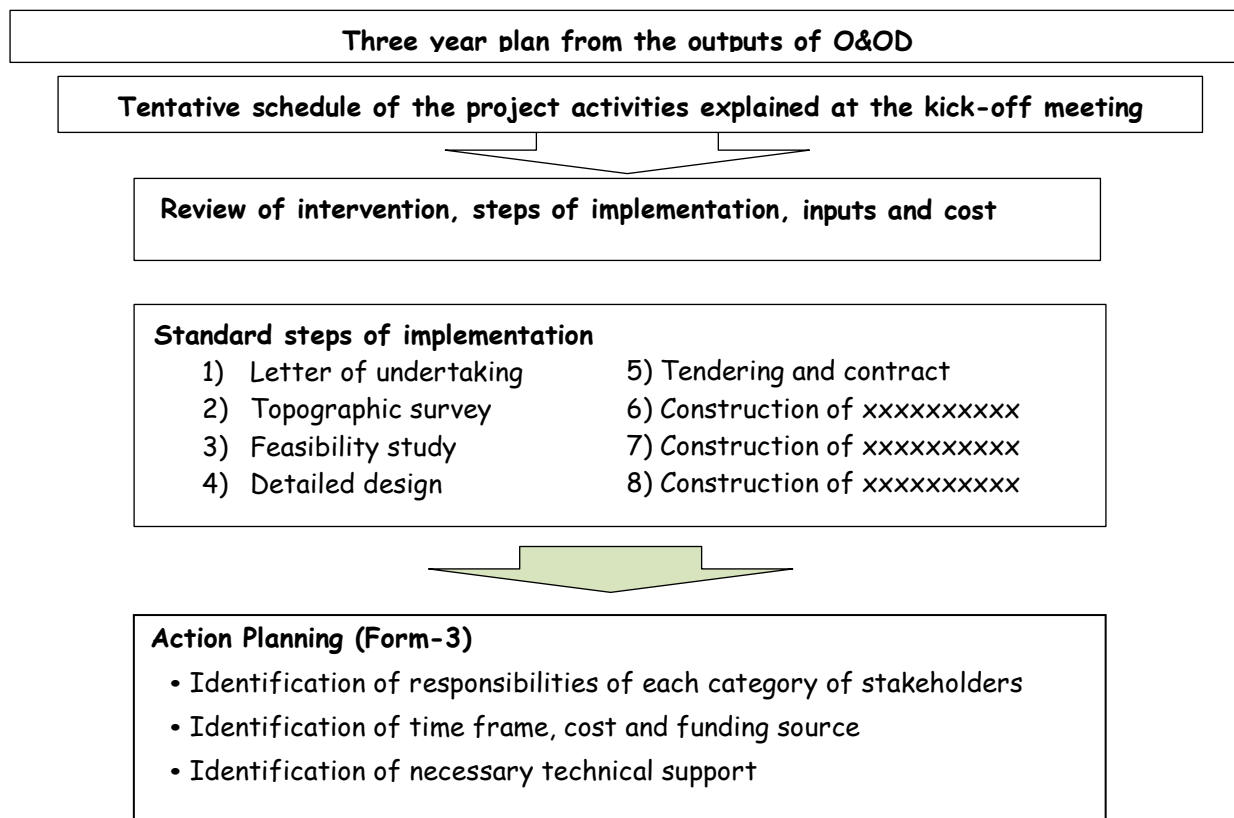 Three year plan from the outputs of O&OD
Tentative schedule of the project activities explained at the kick-off meeting
Review of intervention, steps of implementation, inputs and cost
Standard steps of implementation
1) Letter of undertaking
2) Topographic survey
3) Feasibility study
4) Detailed design
5) Tendering and contract
6) Construction of xxxxxxxxxx
7) Construction of xxxxxxxxxx
8) Construction of xxxxxxxxxx
Action Planning (Form-3)
• Identification of responsibilities of each category of stakeholders
• Identification of time frame, cost and funding source
• Identification of necessary technical support